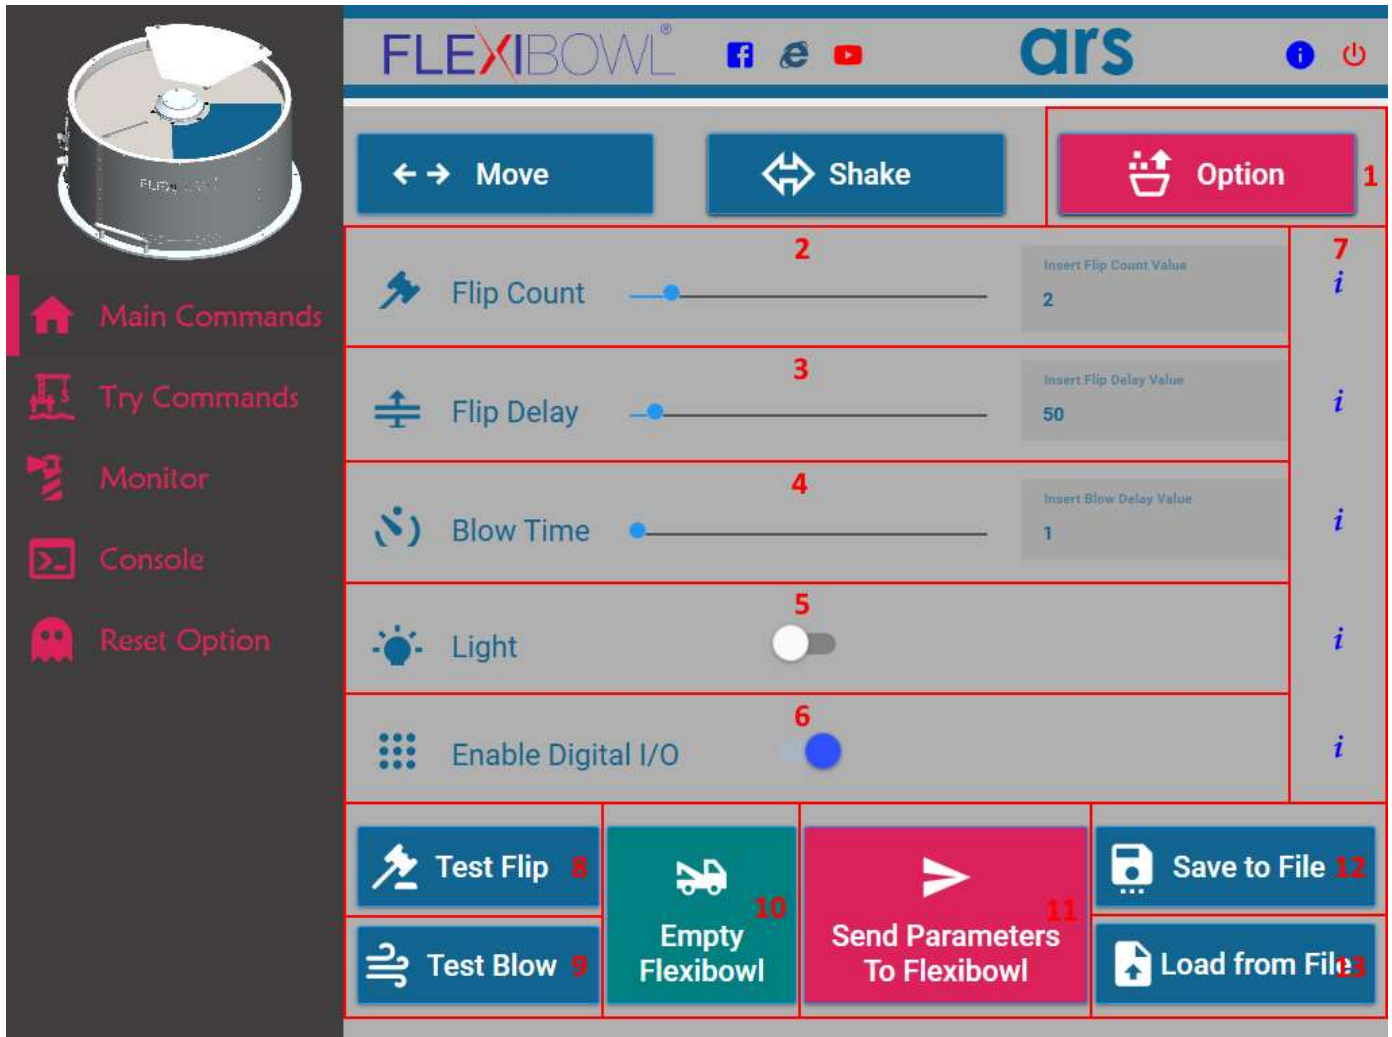 FLEXIBOWL®
ars
Move
Shake
Option
1
2
7
Flip Count
Insert Flip Count Value
2
i
Main Commands
3
Flip Delay
Insert Flip Delay Value
50
i
Try Commands
4
Blow Time
Insert Blow Delay Value
1
i
Monitor
Console
5
Light
i
Reset Option
6
Enable Digital I/O
i
Test Flip
8
Test Blow
9
10
Empty
Flexibowl
11
Send Parameters
To Flexibowl
Save to File
12
Load from File
13